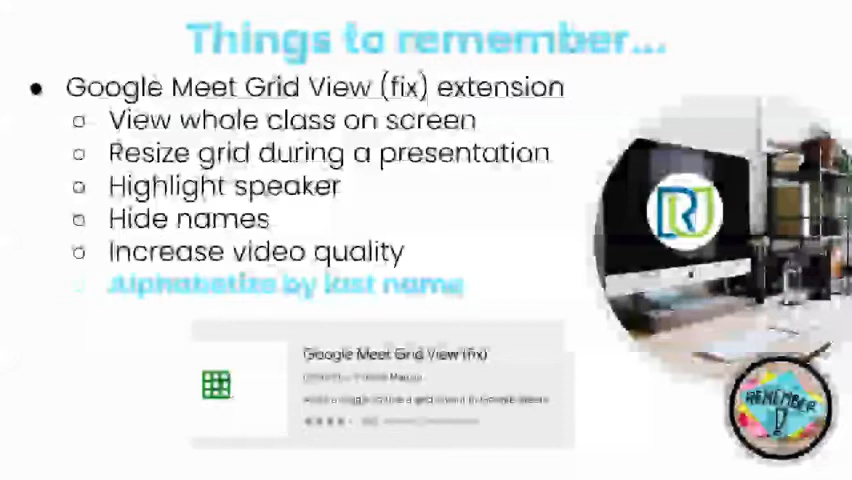 Things to remember...
Google Meet Grid View (fix) extension
View whole class on screen
Resize grid during a presentation
Highlight speaker
Hide names
Increase video quality
Alphabetize by last name
Google Meet Grid View (fix)
REMEMBER
!